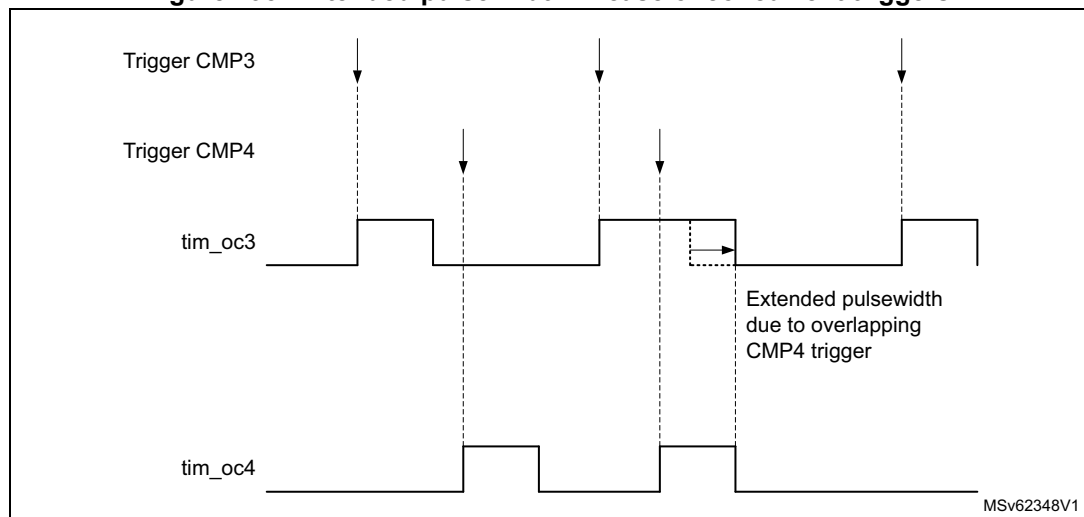 Trigger CMP3
Trigger CMP4
tim_oc3
Extended pulsewidth
due to overlapping
CMP4 trigger
tim_oc4
MSv62348V1